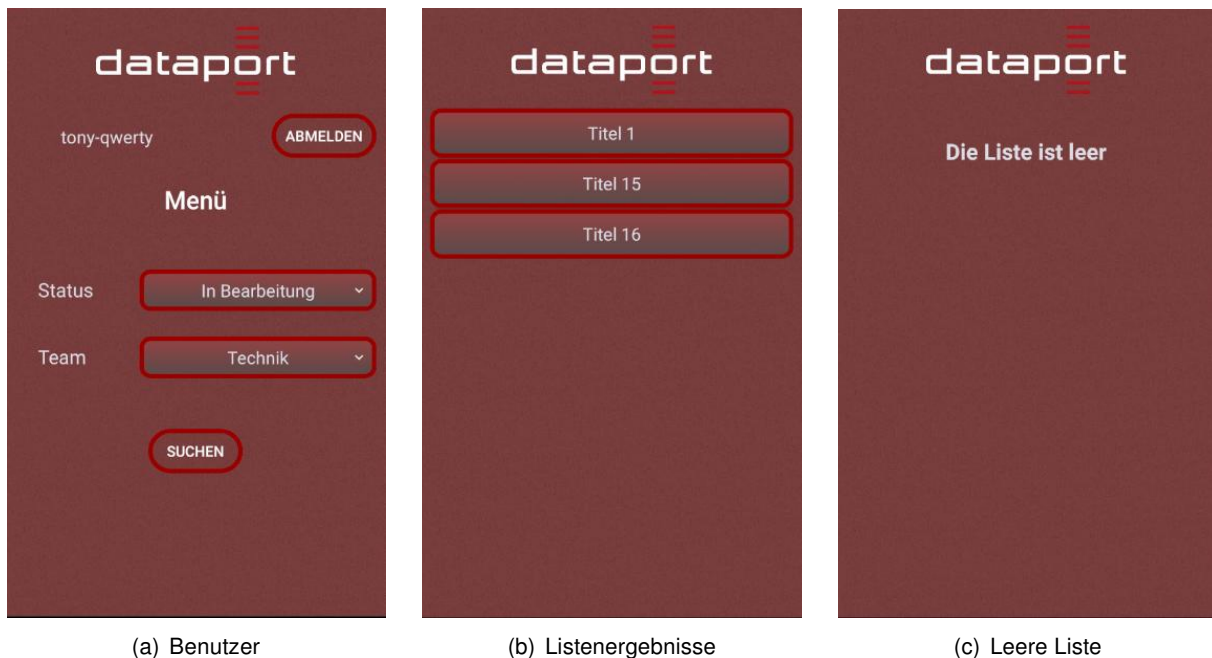 dataport
tony-qwerty
ABMELDEN
Menü
Status
In Bearbeitung
Team
Technik
SUCHEN
(a) Benutzer
dataport
Titel 1
Titel 15
Titel 16
(b) Listenergebnisse
dataport
Die Liste ist leer
(c) Leere Liste